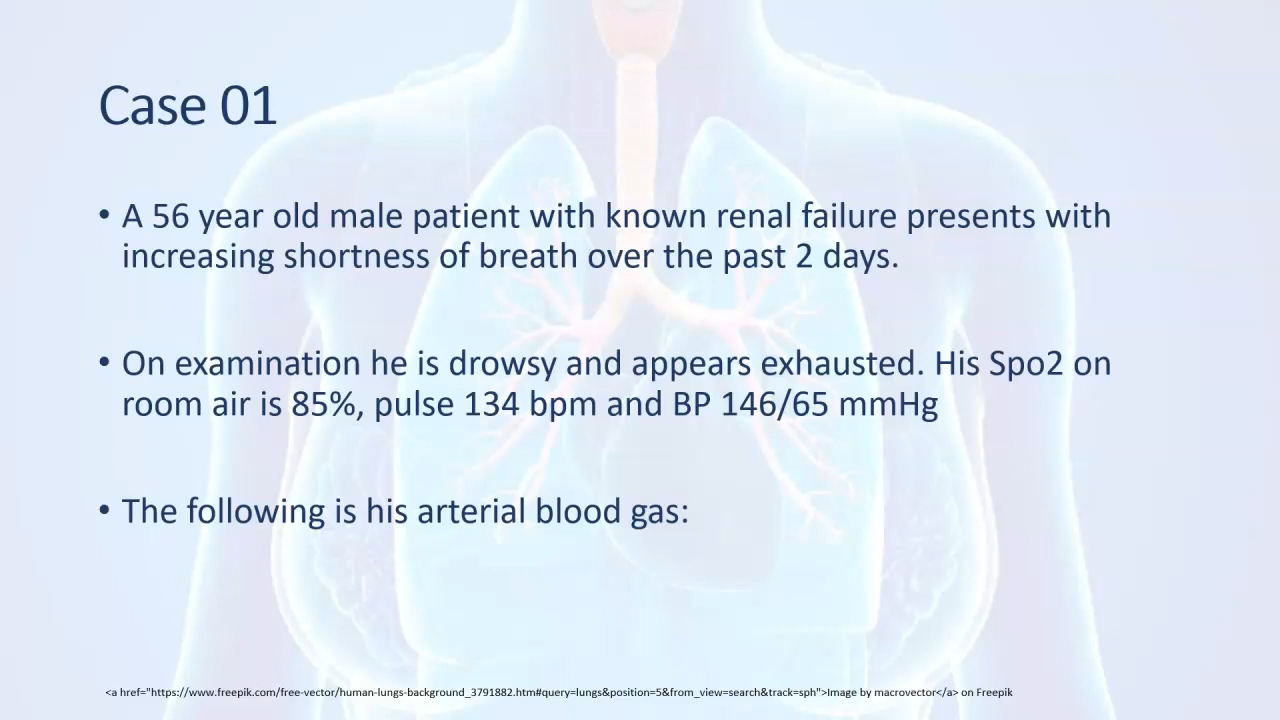 Case 01
• A 56 year old male patient with known renal failure presents with
increasing shortness of breath over the past 2 days.
• On examination he is drowsy and appears exhausted. His Spo2 on
room air is 85%, pulse 134 bpm and BP 146/65 mmHg
• The following is his arterial blood gas:
<a href="https://www.freepik.com/free-vector/human-lungs-background_3791882.htm#query=lungs&position=5&from_view=search&track=sph">Image by macrovector</a> on Freepik